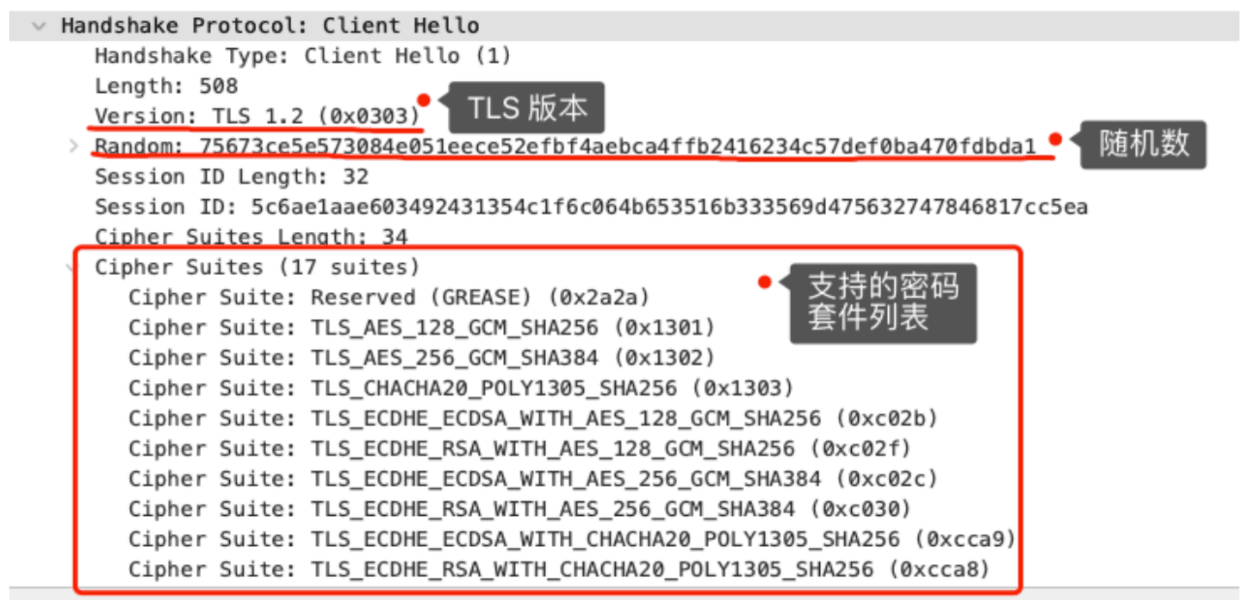 Handshake Protocol: Client Hello
Handshake Type: Client Hello (1)
Length: 508
Version: TLS 1.2 (0x0303)
TLS 版本
Random: 75673ce5e573084e051eece52efbf4aebca4ffb2416234c57def0ba470fdbda1
随机数
Session ID Length: 32
Session ID: 5c6ae1aae603492431354c1f6c064b653516b333569d475632747846817cc5ea
Cipher Suites Length: 34
Cipher Suites (17 suites)
支持的密码
套件列表
Cipher Suite: Reserved (GREASE) (0x2a2a)
Cipher Suite: TLS_AES_128_GCM_SHA256 (0x1301)
Cipher Suite: TLS_AES_256_GCM_SHA384 (0x1302)
Cipher Suite: TLS_CHACHA20_POLY1305_SHA256 (0x1303)
Cipher Suite: TLS_ECDHE_ECDSA_WITH_AES_128_GCM_SHA256 (0xc02b)
Cipher Suite: TLS_ECDHE_RSA_WITH_AES_128_GCM_SHA256 (0xc02f)
Cipher Suite: TLS_ECDHE_ECDSA_WITH_AES_256_GCM_SHA384 (0xc02c)
Cipher Suite: TLS_ECDHE_RSA_WITH_AES_256_GCM_SHA384 (0xc030)
Cipher Suite: TLS_ECDHE_ECDSA_WITH_CHACHA20_POLY1305_SHA256 (0xcca9)
Cipher Suite: TLS_ECDHE_RSA_WITH_CHACHA20_POLY1305_SHA256 (0xcca8)